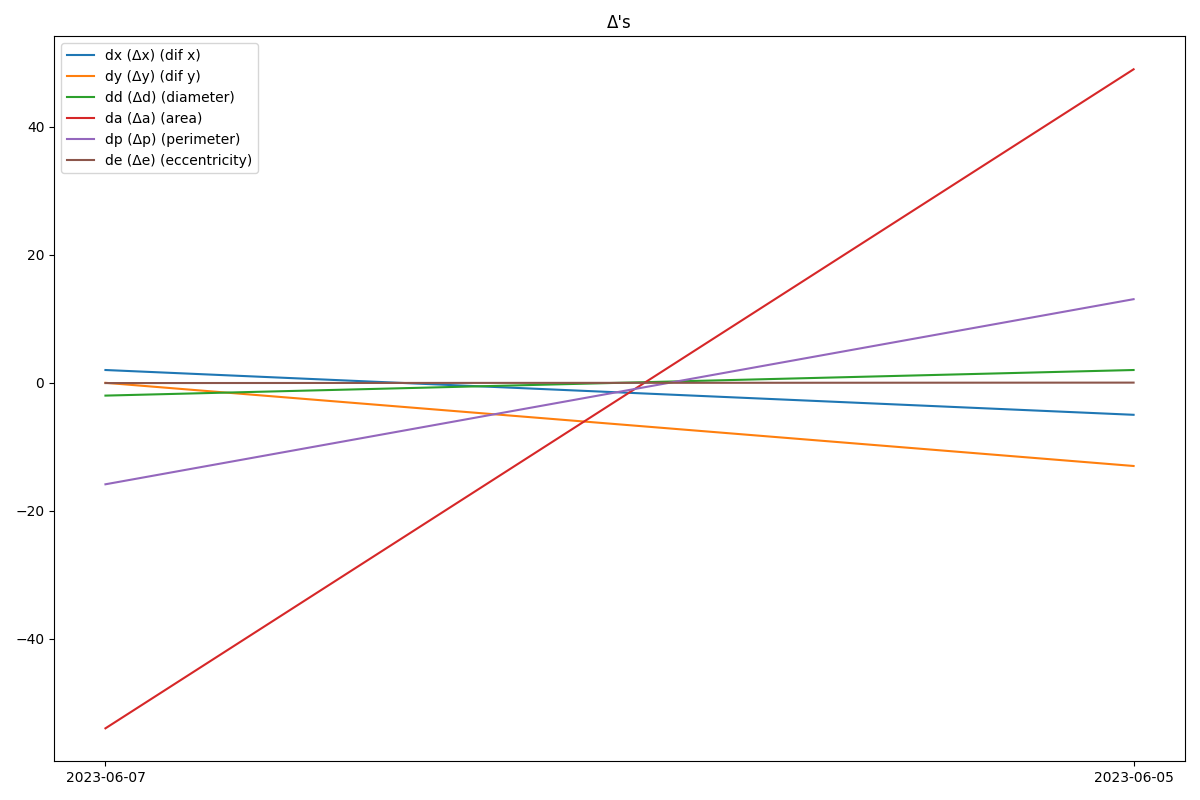 Δ's
dx (Δx) (dif x)
dy (Δy) (dif y)
dd (Δd) (diameter)
da (Δa) (area)
dp (Δp) (perimeter)
de (Δe) (eccentricity)
40
20
0
−20
−40
2023-06-07
2023-06-05